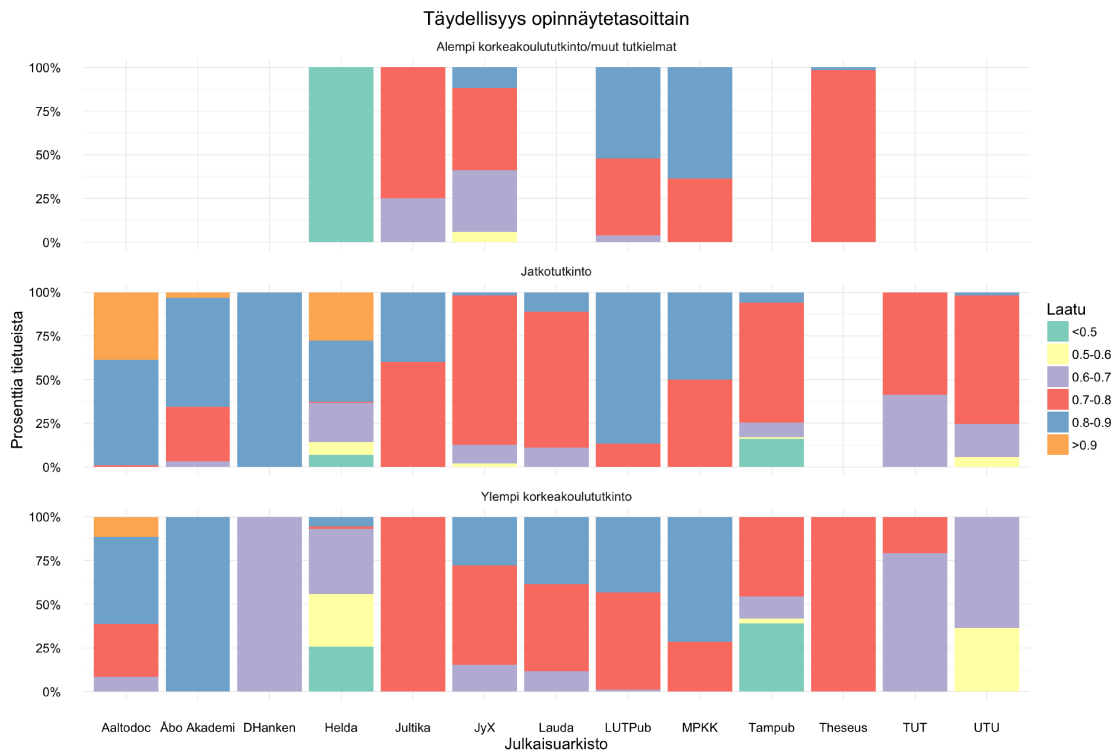 Täydellisyys opinnäytetasoittain
Alempi korkeakoulututkinto/muut tutkielmat
100%
75%
50%
25%
0%
Jatkotutkinto
100%
75%
50%
25%
0%
Ylempi korkeakoulututkinto
100%
75%
50%
25%
0%
Prosenttia tietueista
Aaltodoc Åbo Akademi DHanken Helda Jultika JyX Lauda LUTPub MPKK Tampub Theseus TUT UTU
Julkaisuarkisto
Laatu
<0.5
0.5-0.6
0.6-0.7
0.7-0.8
0.8-0.9
>0.9